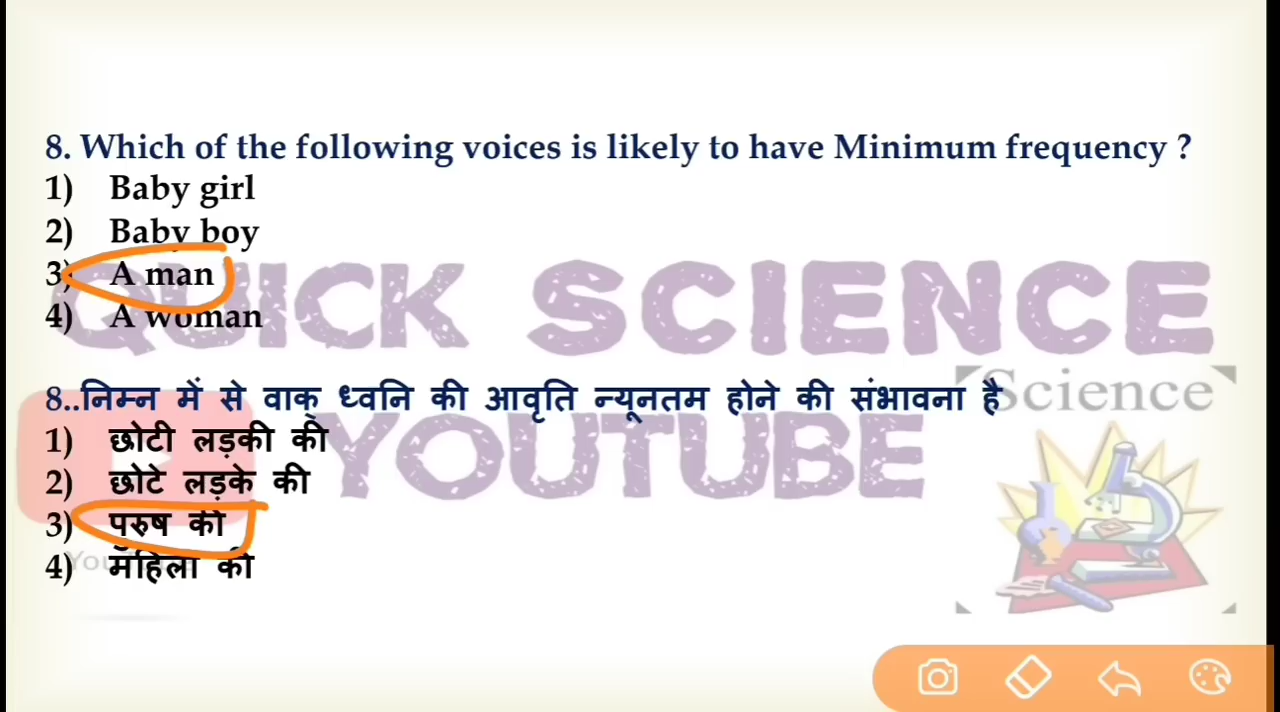 8. Which of the following voices is likely to have Minimum frequency ?
1) Baby girl
2) Baby boy
3) A man
4) A woman
QUICK SCIENCE
8..निम्न में से वाक् ध्वनि की आवृति न्यूनतम होने की संभावना है
Science
1) छोटी लड़की की
YOUTUBE
2) छोटे लड़के की
3) पुरुष की
4) महिला की